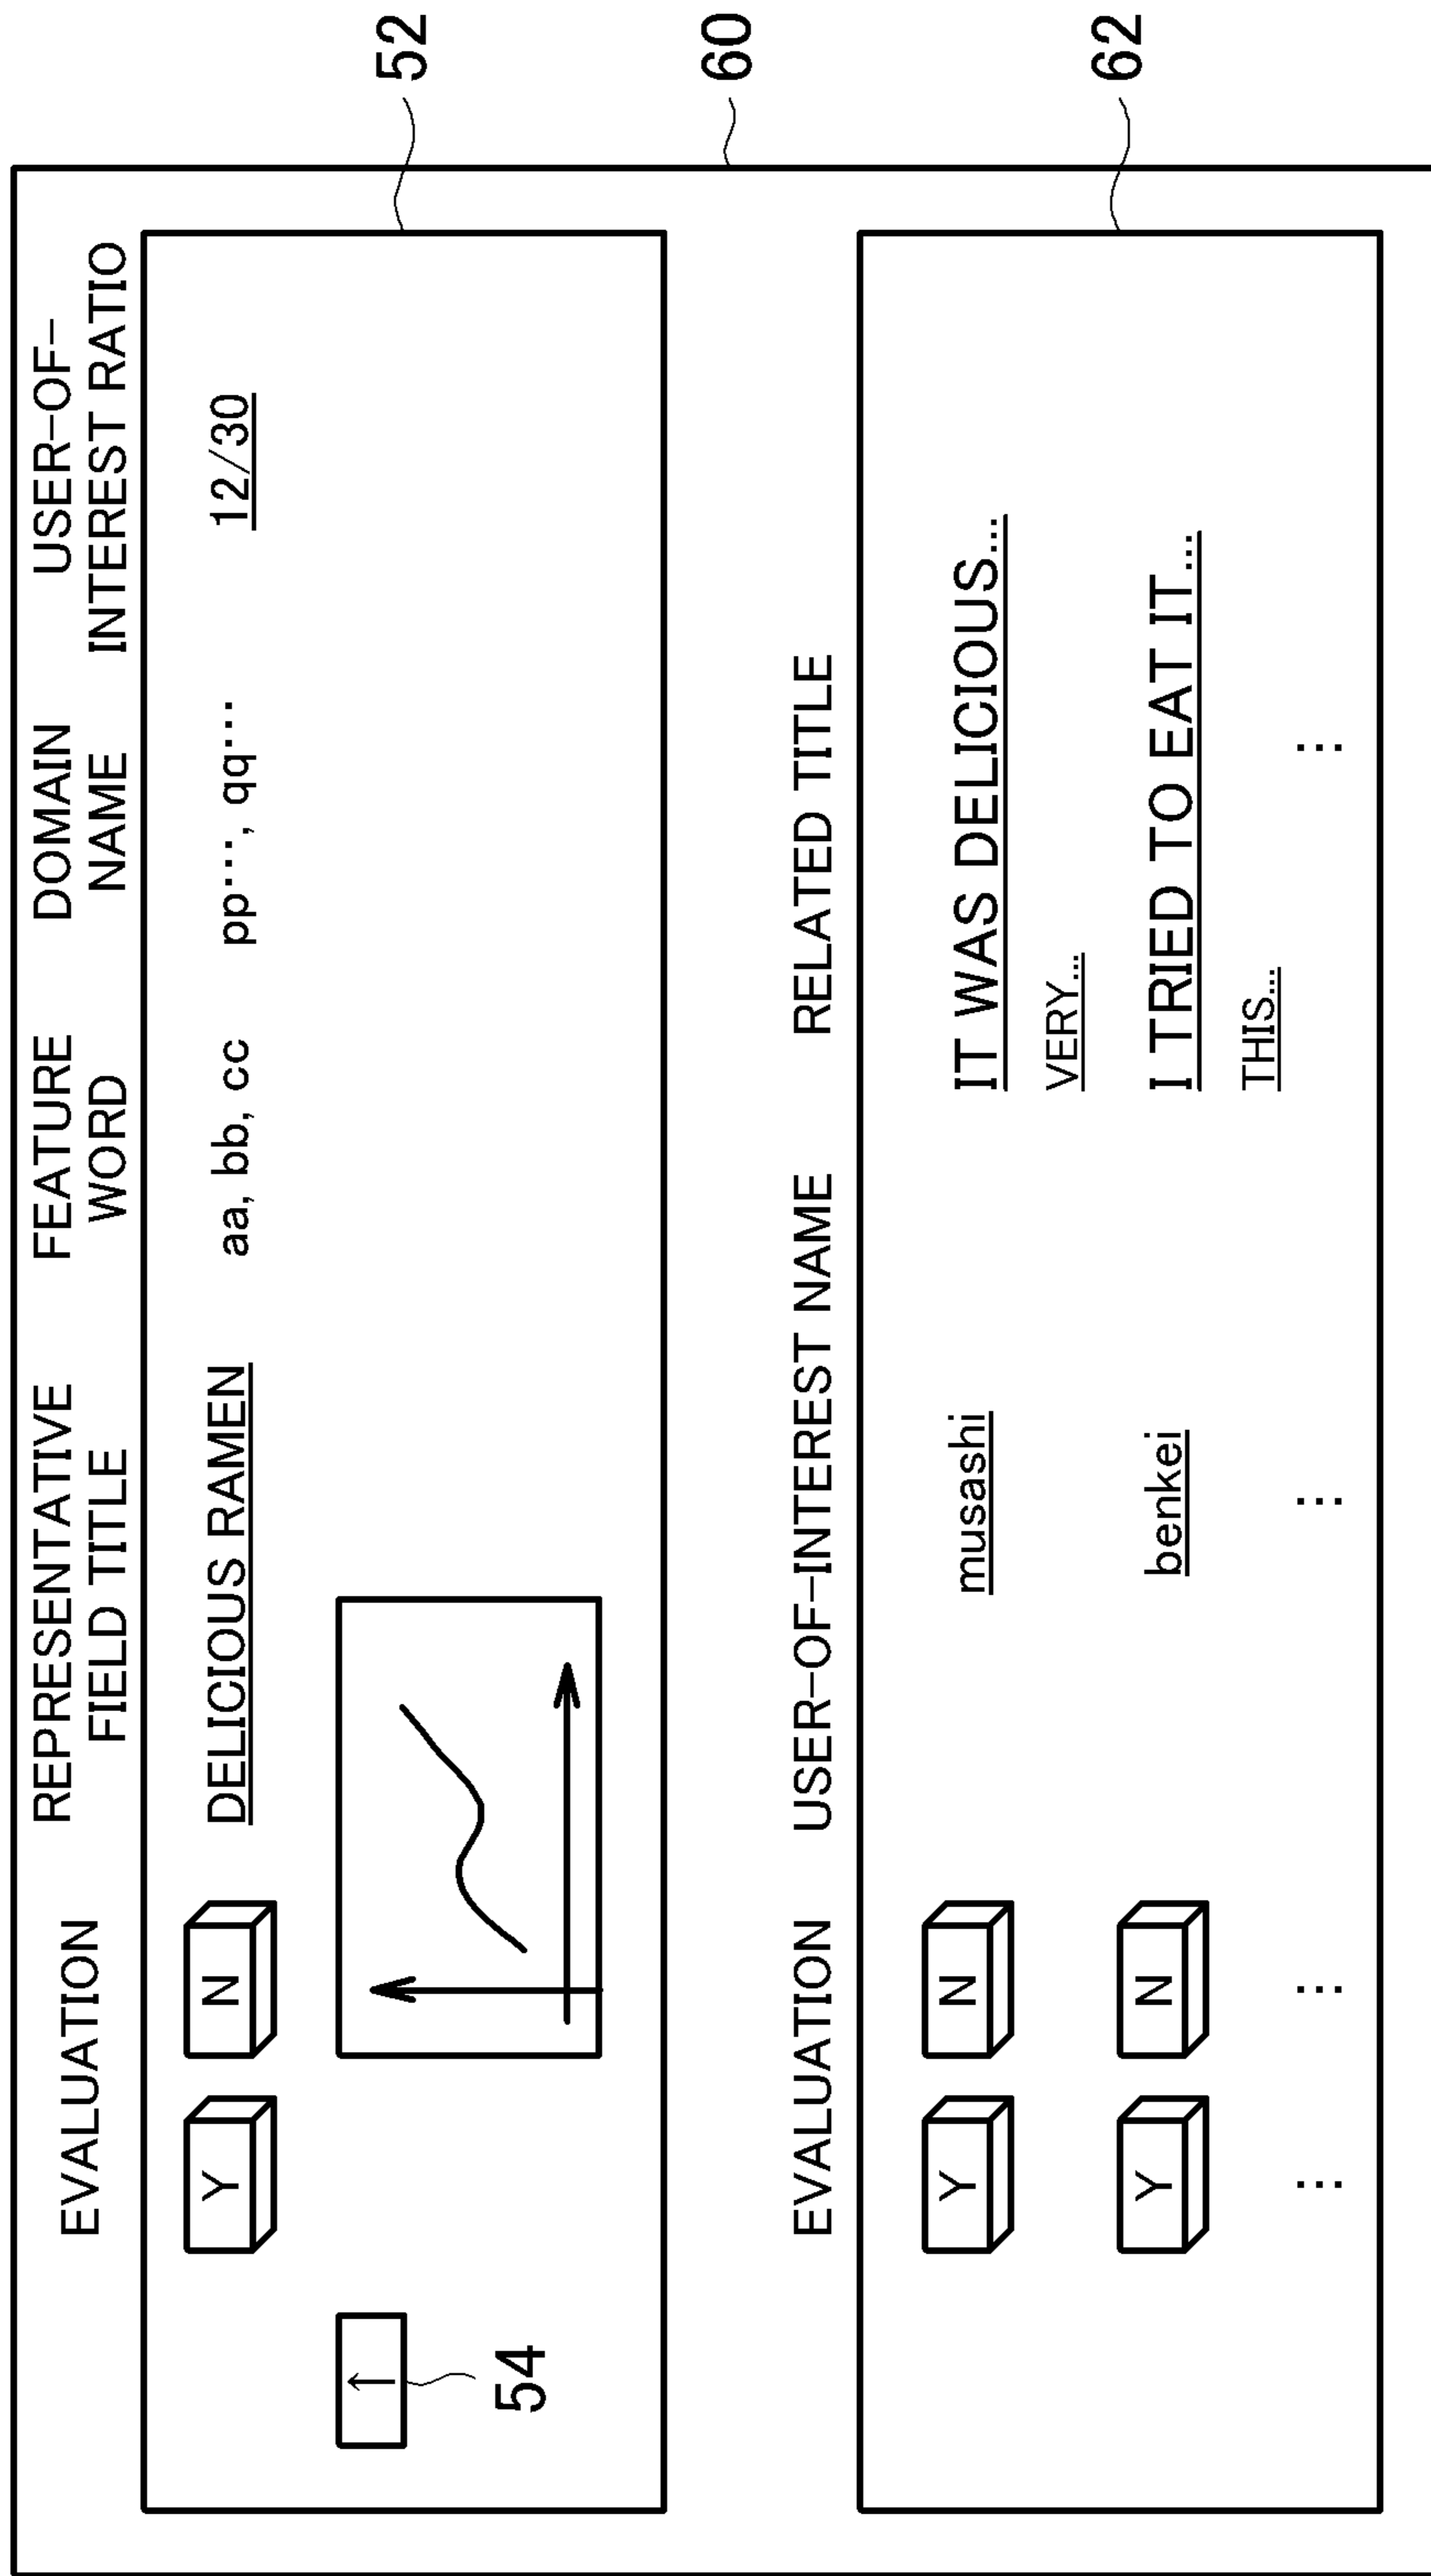 EVALUATION
REPRESENTATIVE
FIELD TITLE
FEATURE
WORD
DOMAIN
NAME
USER-OF-
INTEREST RATIO
Y N DELICIOUS RAMEN aa, bb, cc pp···, qq··· 12/30
↑
54
52
60
EVALUATION USER-OF-INTEREST NAME RELATED TITLE
Y N musashi IT WAS DELICIOUS...
VERY...
Y N benkei I TRIED TO EAT IT...
THIS...
⋮ ⋮ ⋮ ⋮
62